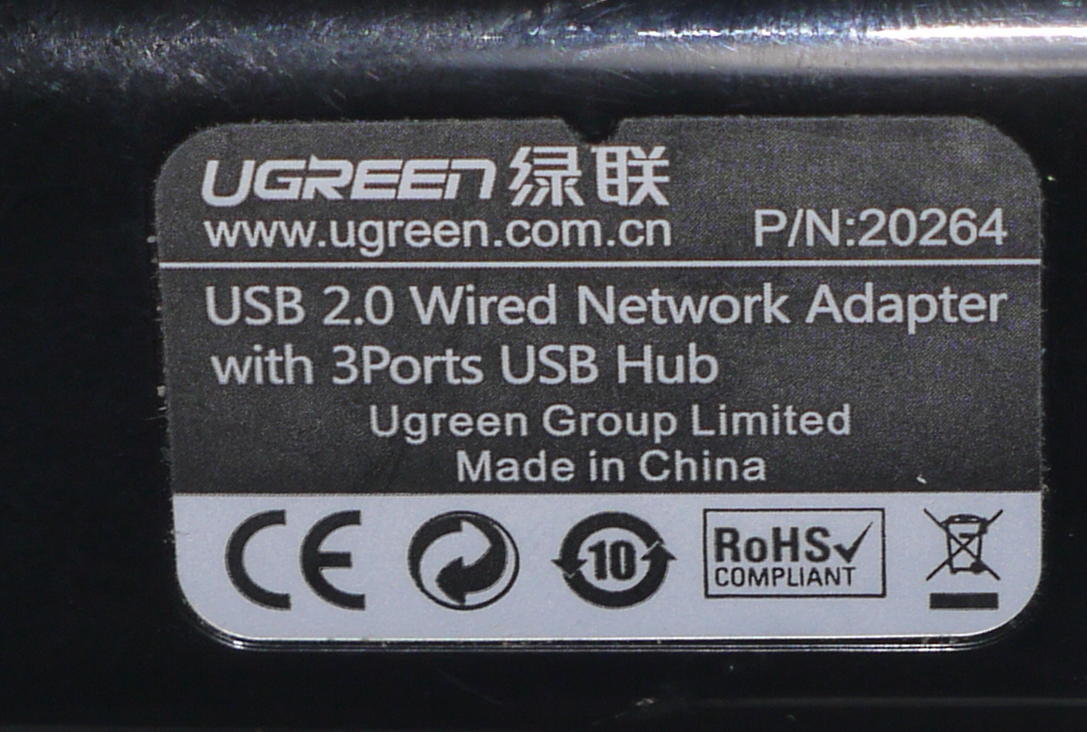 UGREEN 绿联
www.ugreen.com.cn P/N:20264
USB 2.0 Wired Network Adapter
with 3Ports USB Hub
Ugreen Group Limited
Made in China
CE 10 RoHS✓
COMPLIANT